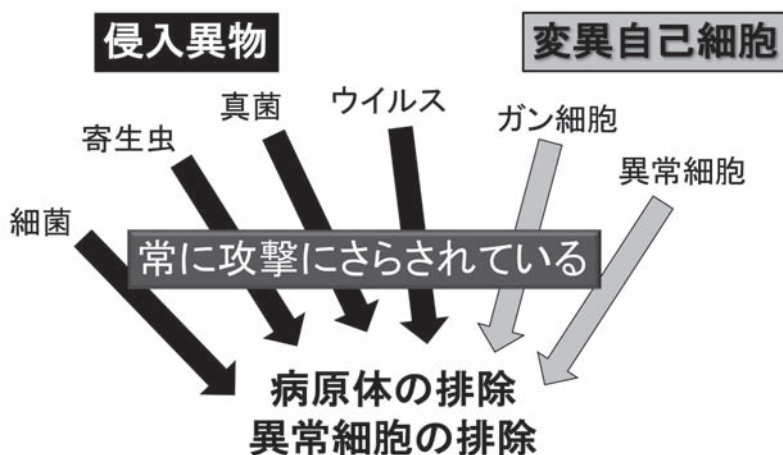 侵入異物
変異自己細胞
細菌
寄生虫
真菌
ウイルス
ガン細胞
異常細胞
常に攻撃にさらされている
病原体の排除
異常細胞の排除